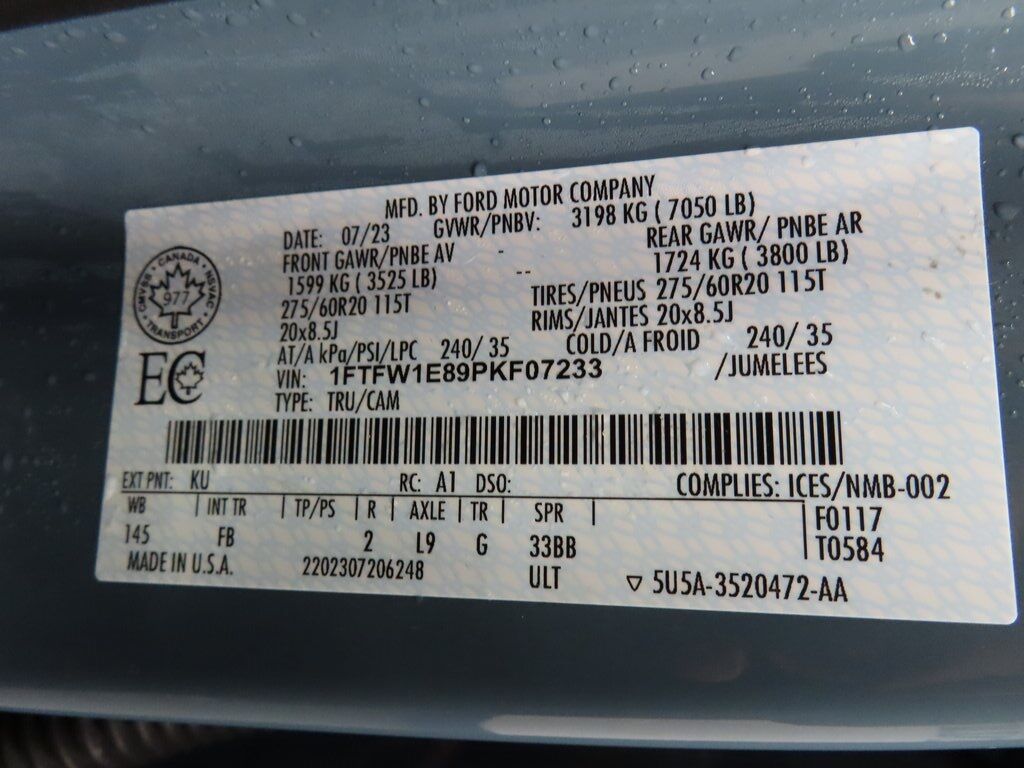 MFD. BY FORD MOTOR COMPANY
DATE: 07/23 GVWR/PNBV: 3198 KG ( 7050 LB)
FRONT GAWR/PNBE AV - REAR GAWR/ PNBE AR
1599 KG ( 3525 LB) -- 1724 KG ( 3800 LB)
275/60R20 115T TIRES/PNEUS 275/60R20 115T
20x8.5J RIMS/JANTES 20x8.5J
AT/A kPa/PSI/LPC 240/ 35 COLD/A FROID 240/ 35
VIN: 1FTFW1E89PKF07233 /JUMELEES
TYPE: TRU/CAM
CANADA
CMVSS NSVAC
977
TRANSPORT
EC
EXT PNT: KU RC: A1 DSO: COMPLIES: ICES/NMB-002
WB | INT TR | TP/PS | R | AXLE | TR | SPR | F0117
145 FB 2 L9 G 33BB T0584
MADE IN U.S.A. 2202307206248 ULT ▽ 5U5A-3520472-AA